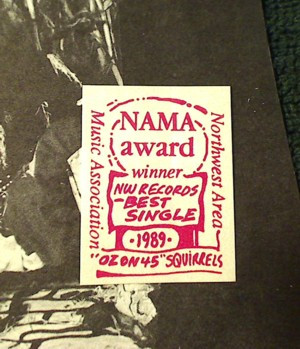 NAMA
award
winner
NW RECORDS
-BEST
SINGLE
·1989·
"OZ ON 45" SQUIRRELS
Music Association
Northwest Area